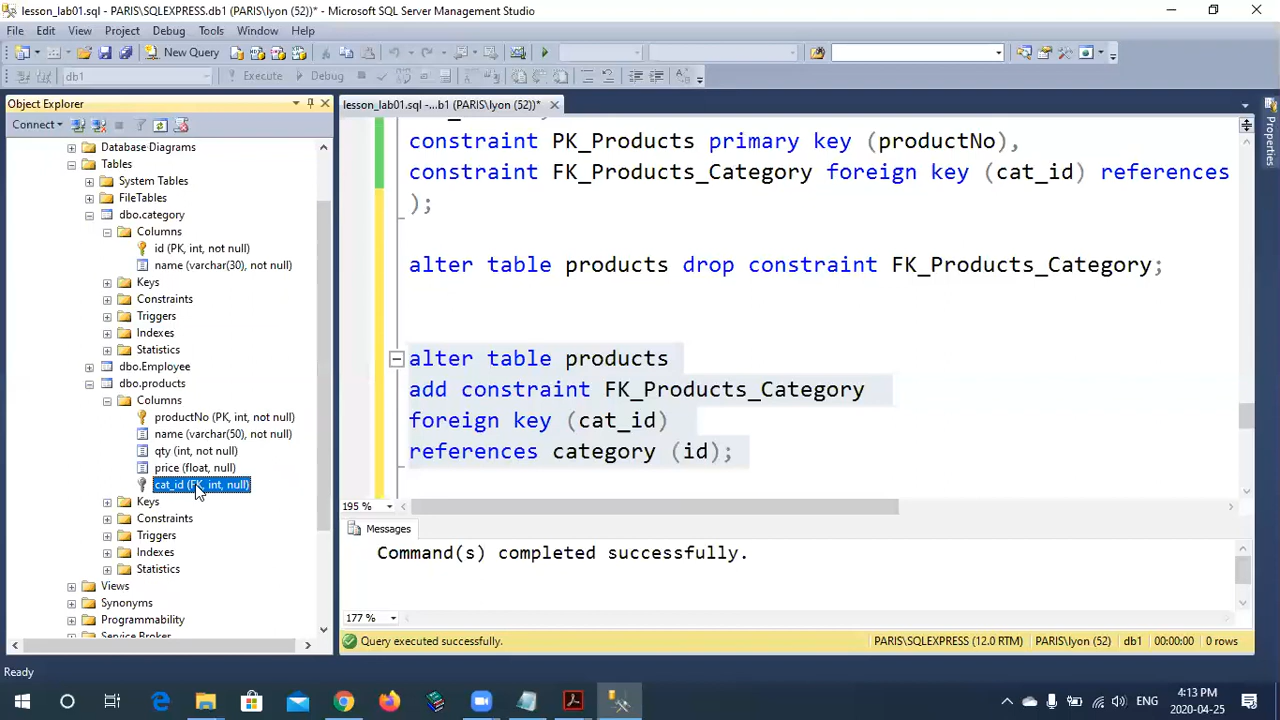 lesson_lab01.sql - PARIS\SQLEXPRESS.db1 (PARIS\lyon (52))* - Microsoft SQL Server Management Studio
File Edit View Project Debug Tools Window Help
New Query
db1 Execute Debug
Object Explorer
Connect
Database Diagrams
Tables
System Tables
FileTables
dbo.category
Columns
id (PK, int, not null)
name (varchar(30), not null)
Keys
Constraints
Triggers
Indexes
Statistics
dbo.Employee
dbo.products
Columns
productNo (PK, int, not null)
name (varchar(50), not null)
qty (int, not null)
price (float, null)
cat_id (FK, int, null)
Keys
Constraints
Triggers
Indexes
Statistics
Views
Synonyms
Programmability
Service Broker
lesson_lab01.sql -...b1 (PARIS\lyon (52))*
constraint PK_Products primary key (productNo),
constraint FK_Products_Category foreign key (cat_id) references
);
alter table products drop constraint FK_Products_Category;
alter table products
add constraint FK_Products_Category
foreign key (cat_id)
references category (id);
195 %
Messages
Command(s) completed successfully.
177 %
Query executed successfully. PARIS\SQLEXPRESS (12.0 RTM) PARIS\lyon (52) db1 00:00:00 0 rows
Properties
Ready
ENG
4:13 PM
2020-04-25